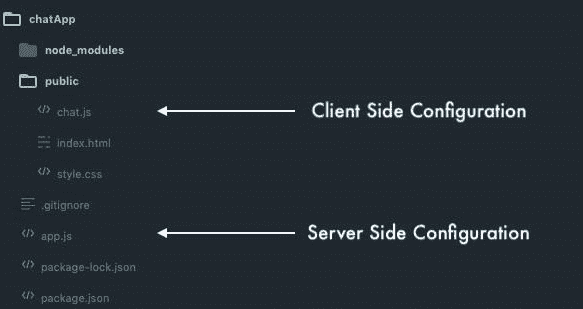 chatApp
node_modules
public
chat.js
Client Side Configuration
index.html
style.css
.gitignore
app.js
Server Side Configuration
package-lock.json
package.json